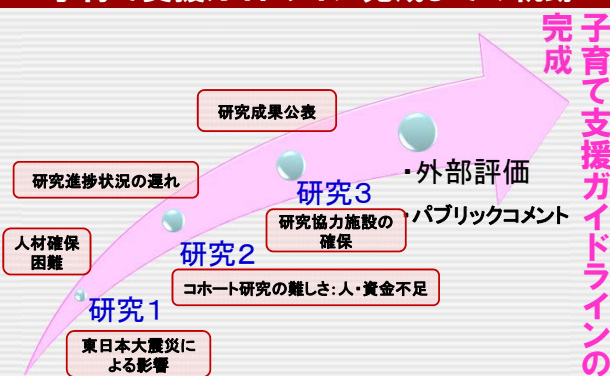 研究成果公表
研究進捗状況の遅れ
人材確保
困難
研究1
東日本大震災に
よる影響
研究2
コホート研究の難しさ：人・資金不足
研究3
研究協力施設の
確保
・外部評価
・パブリックコメント
子育て支援ガイドラインの
完成